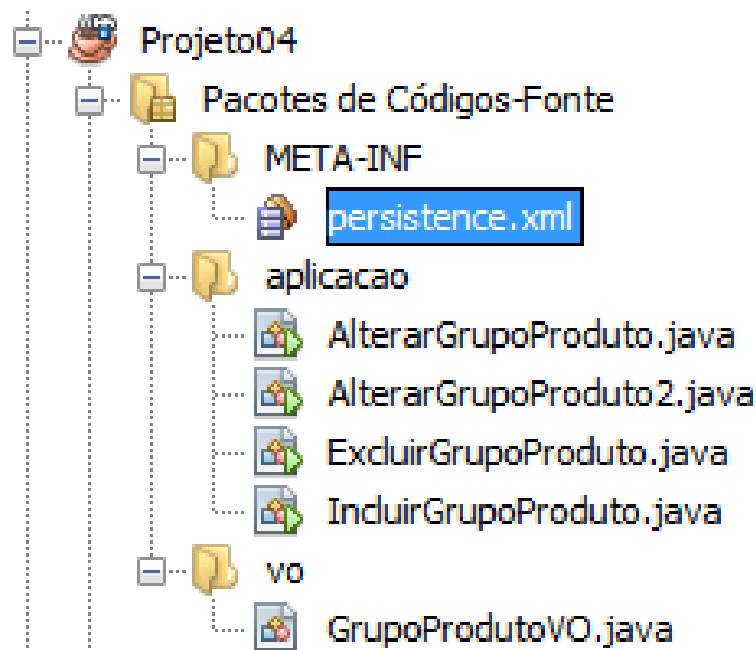 Projeto04
Pacotes de Códigos-Fonte
META-INF
persistence.xml
aplicacao
AlterarGrupoProduto.java
AlterarGrupoProduto2.java
ExcluirGrupoProduto.java
IncluirGrupoProduto.java
vo
GrupoProdutoVO.java